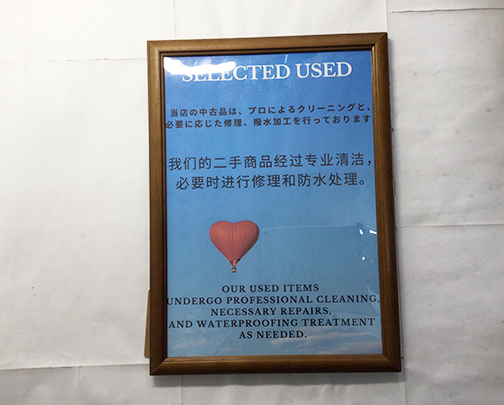 SELECTED USED
当店の中古品は、プロによるクリーニングと、
必要に応じた修理、撥水加工を行っております
我们的二手商品经过专业清洁，
必要时进行修理和防水处理。
OUR USED ITEMS
UNDERGO PROFESSIONAL CLEANING,
NECESSARY REPAIRS,
AND WATERPROOFING TREATMENT
AS NEEDED.